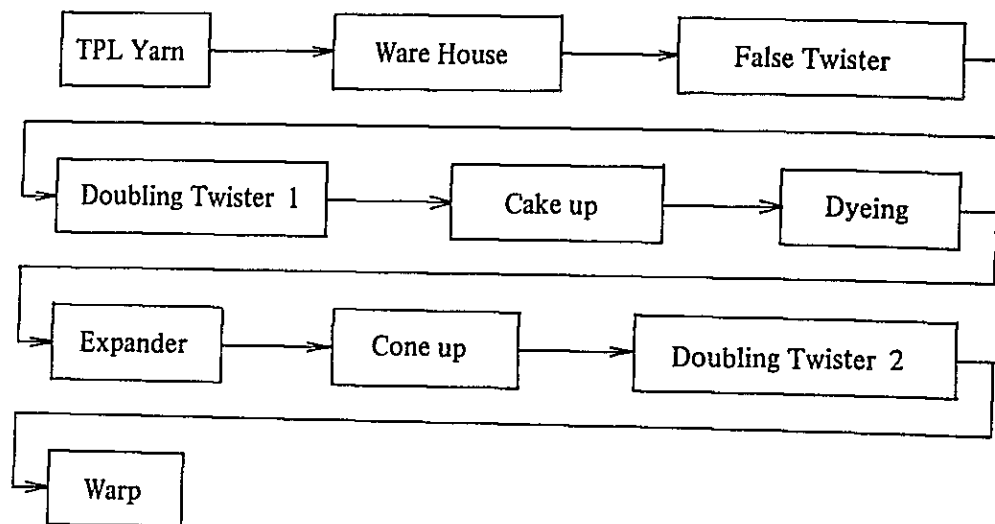 TPL Yarn
Ware House
False Twister
Doubling Twister 1
Cake up
Dyeing
Expander
Cone up
Doubling Twister 2
Warp